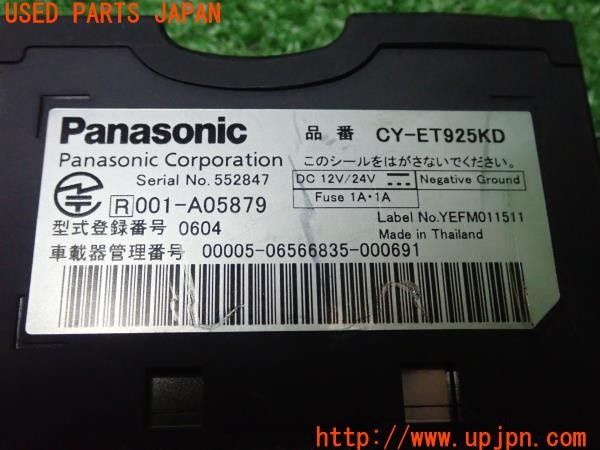 USED PARTS JAPAN
Panasonic 品番 CY-ET925KD
Panasonic Corporation このシールをはがさないでください。
Serial No. 552847 DC 12V/24V Negative Ground
Fuse 1A・1A
R 001-A05879 Label No.YEFM011511
型式登録番号 0604 Made in Thailand
車載器管理番号 00005-06566835-000691
https://www.upjpn.com/